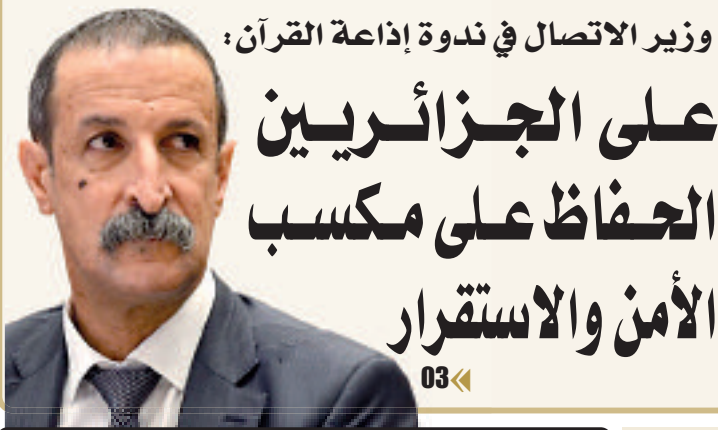 وزير الاتصال في ندوة إذاعة القرآن:
على الجزائريين
الحفاظ على مكسب
الأمن والاستقرار
03